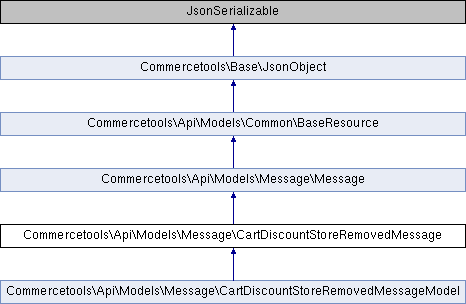 JsonSerializable
Commercetools\Base\JsonObject
Commercetools\Api\Models\Common\BaseResource
Commercetools\Api\Models\Message\Message
Commercetools\Api\Models\Message\CartDiscountStoreRemovedMessage
Commercetools\Api\Models\Message\CartDiscountStoreRemovedMessageModel